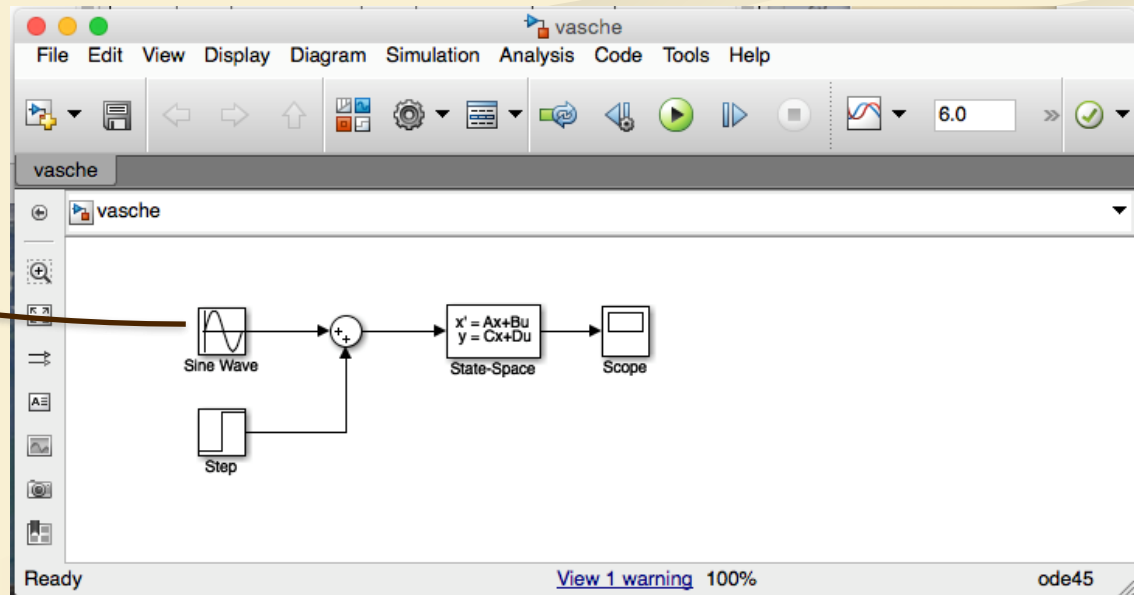 vasche
File Edit View Display Diagram Simulation Analysis Code Tools Help
6.0
vasche
vasche
x' = Ax+Bu
y = Cx+Du
Sine Wave
State-Space
Scope
Step
Ready
View 1 warning 100%
ode45